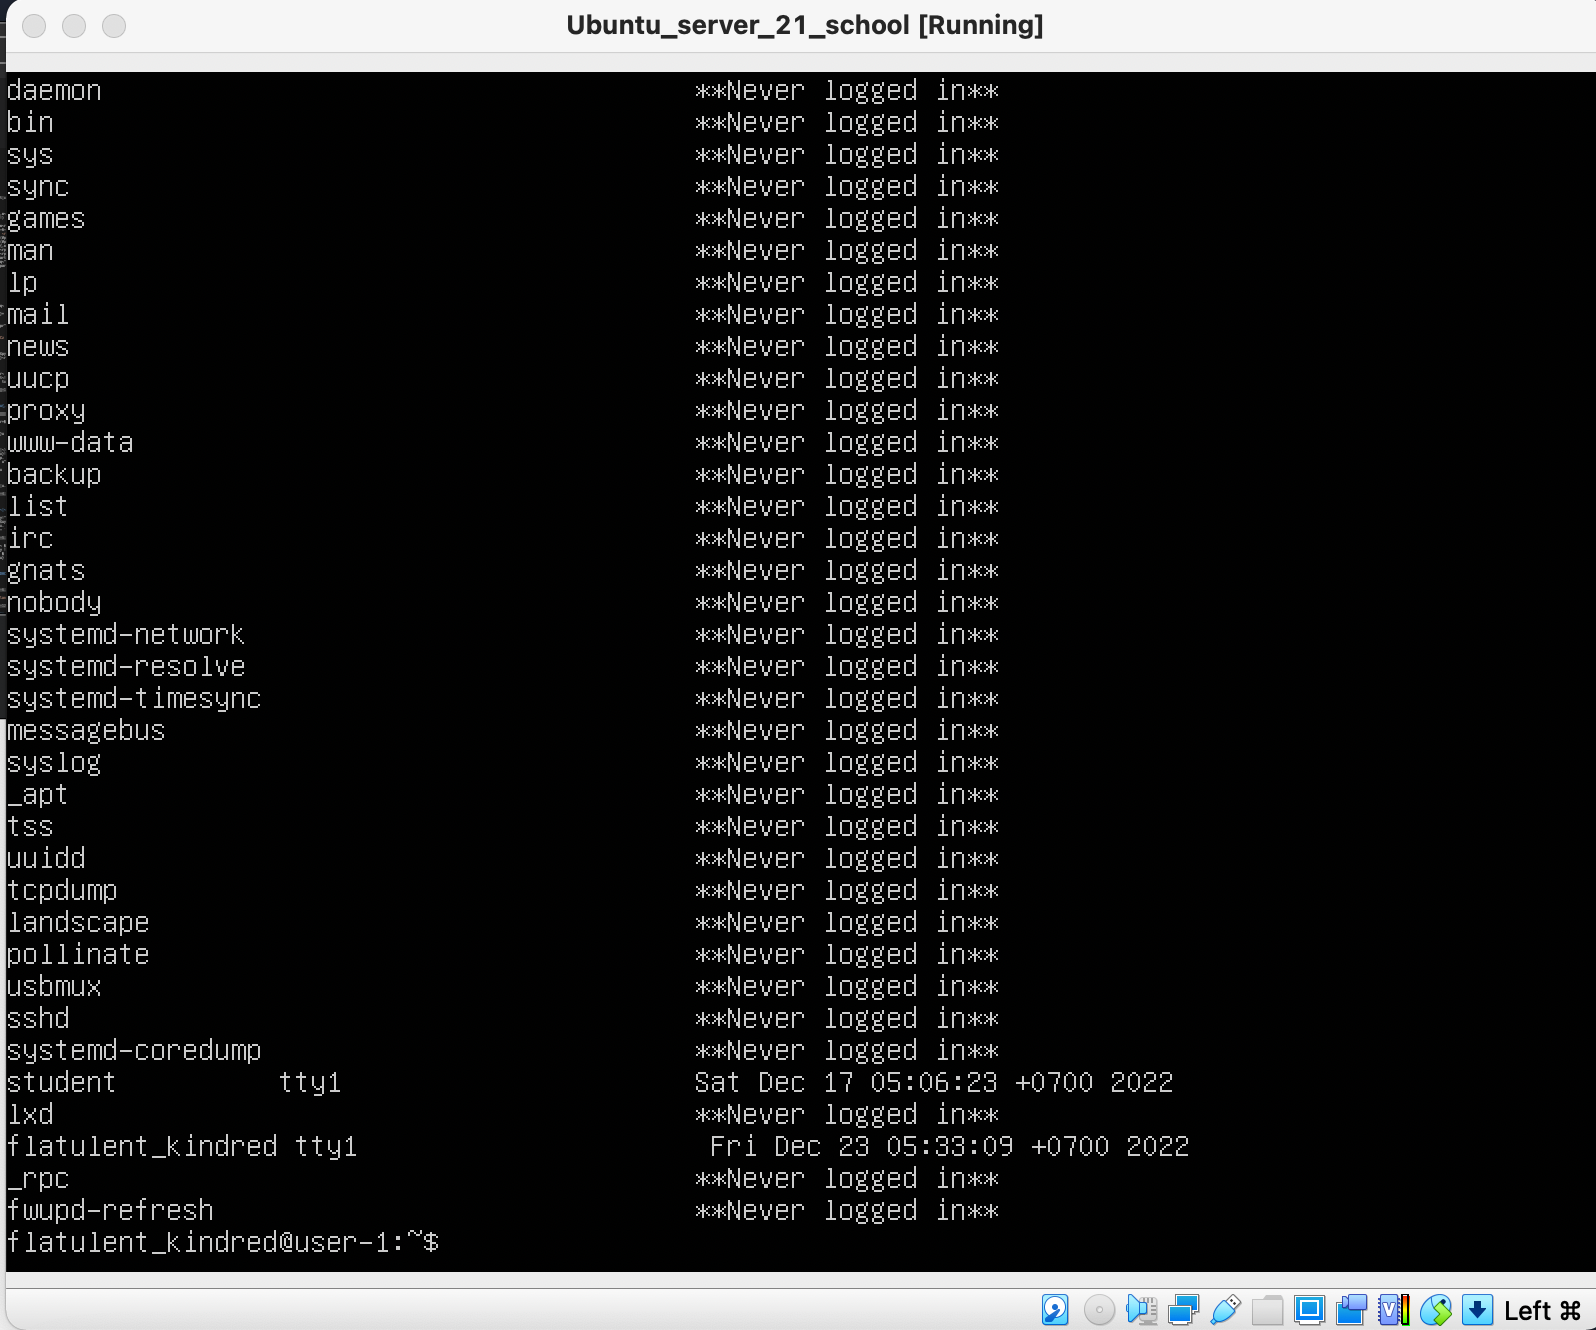 Ubuntu_server_21_school [Running]
daemon **Never logged in**
bin **Never logged in**
sys **Never logged in**
sync **Never logged in**
games **Never logged in**
man **Never logged in**
lp **Never logged in**
mail **Never logged in**
news **Never logged in**
uucp **Never logged in**
proxy **Never logged in**
www-data **Never logged in**
backup **Never logged in**
list **Never logged in**
irc **Never logged in**
gnats **Never logged in**
nobody **Never logged in**
systemd-network **Never logged in**
systemd-resolve **Never logged in**
systemd-timesync **Never logged in**
messagebus **Never logged in**
syslog **Never logged in**
_apt **Never logged in**
tss **Never logged in**
uuidd **Never logged in**
tcpdump **Never logged in**
landscape **Never logged in**
pollinate **Never logged in**
usbmux **Never logged in**
sshd **Never logged in**
systemd-coredump **Never logged in**
student tty1 Sat Dec 17 05:06:23 +0700 2022
lxd **Never logged in**
flatulent_kindred tty1 Fri Dec 23 05:33:09 +0700 2022
_rpc **Never logged in**
fwupd-refresh **Never logged in**
flatulent_kindred@user-1:~$
Left ⌘